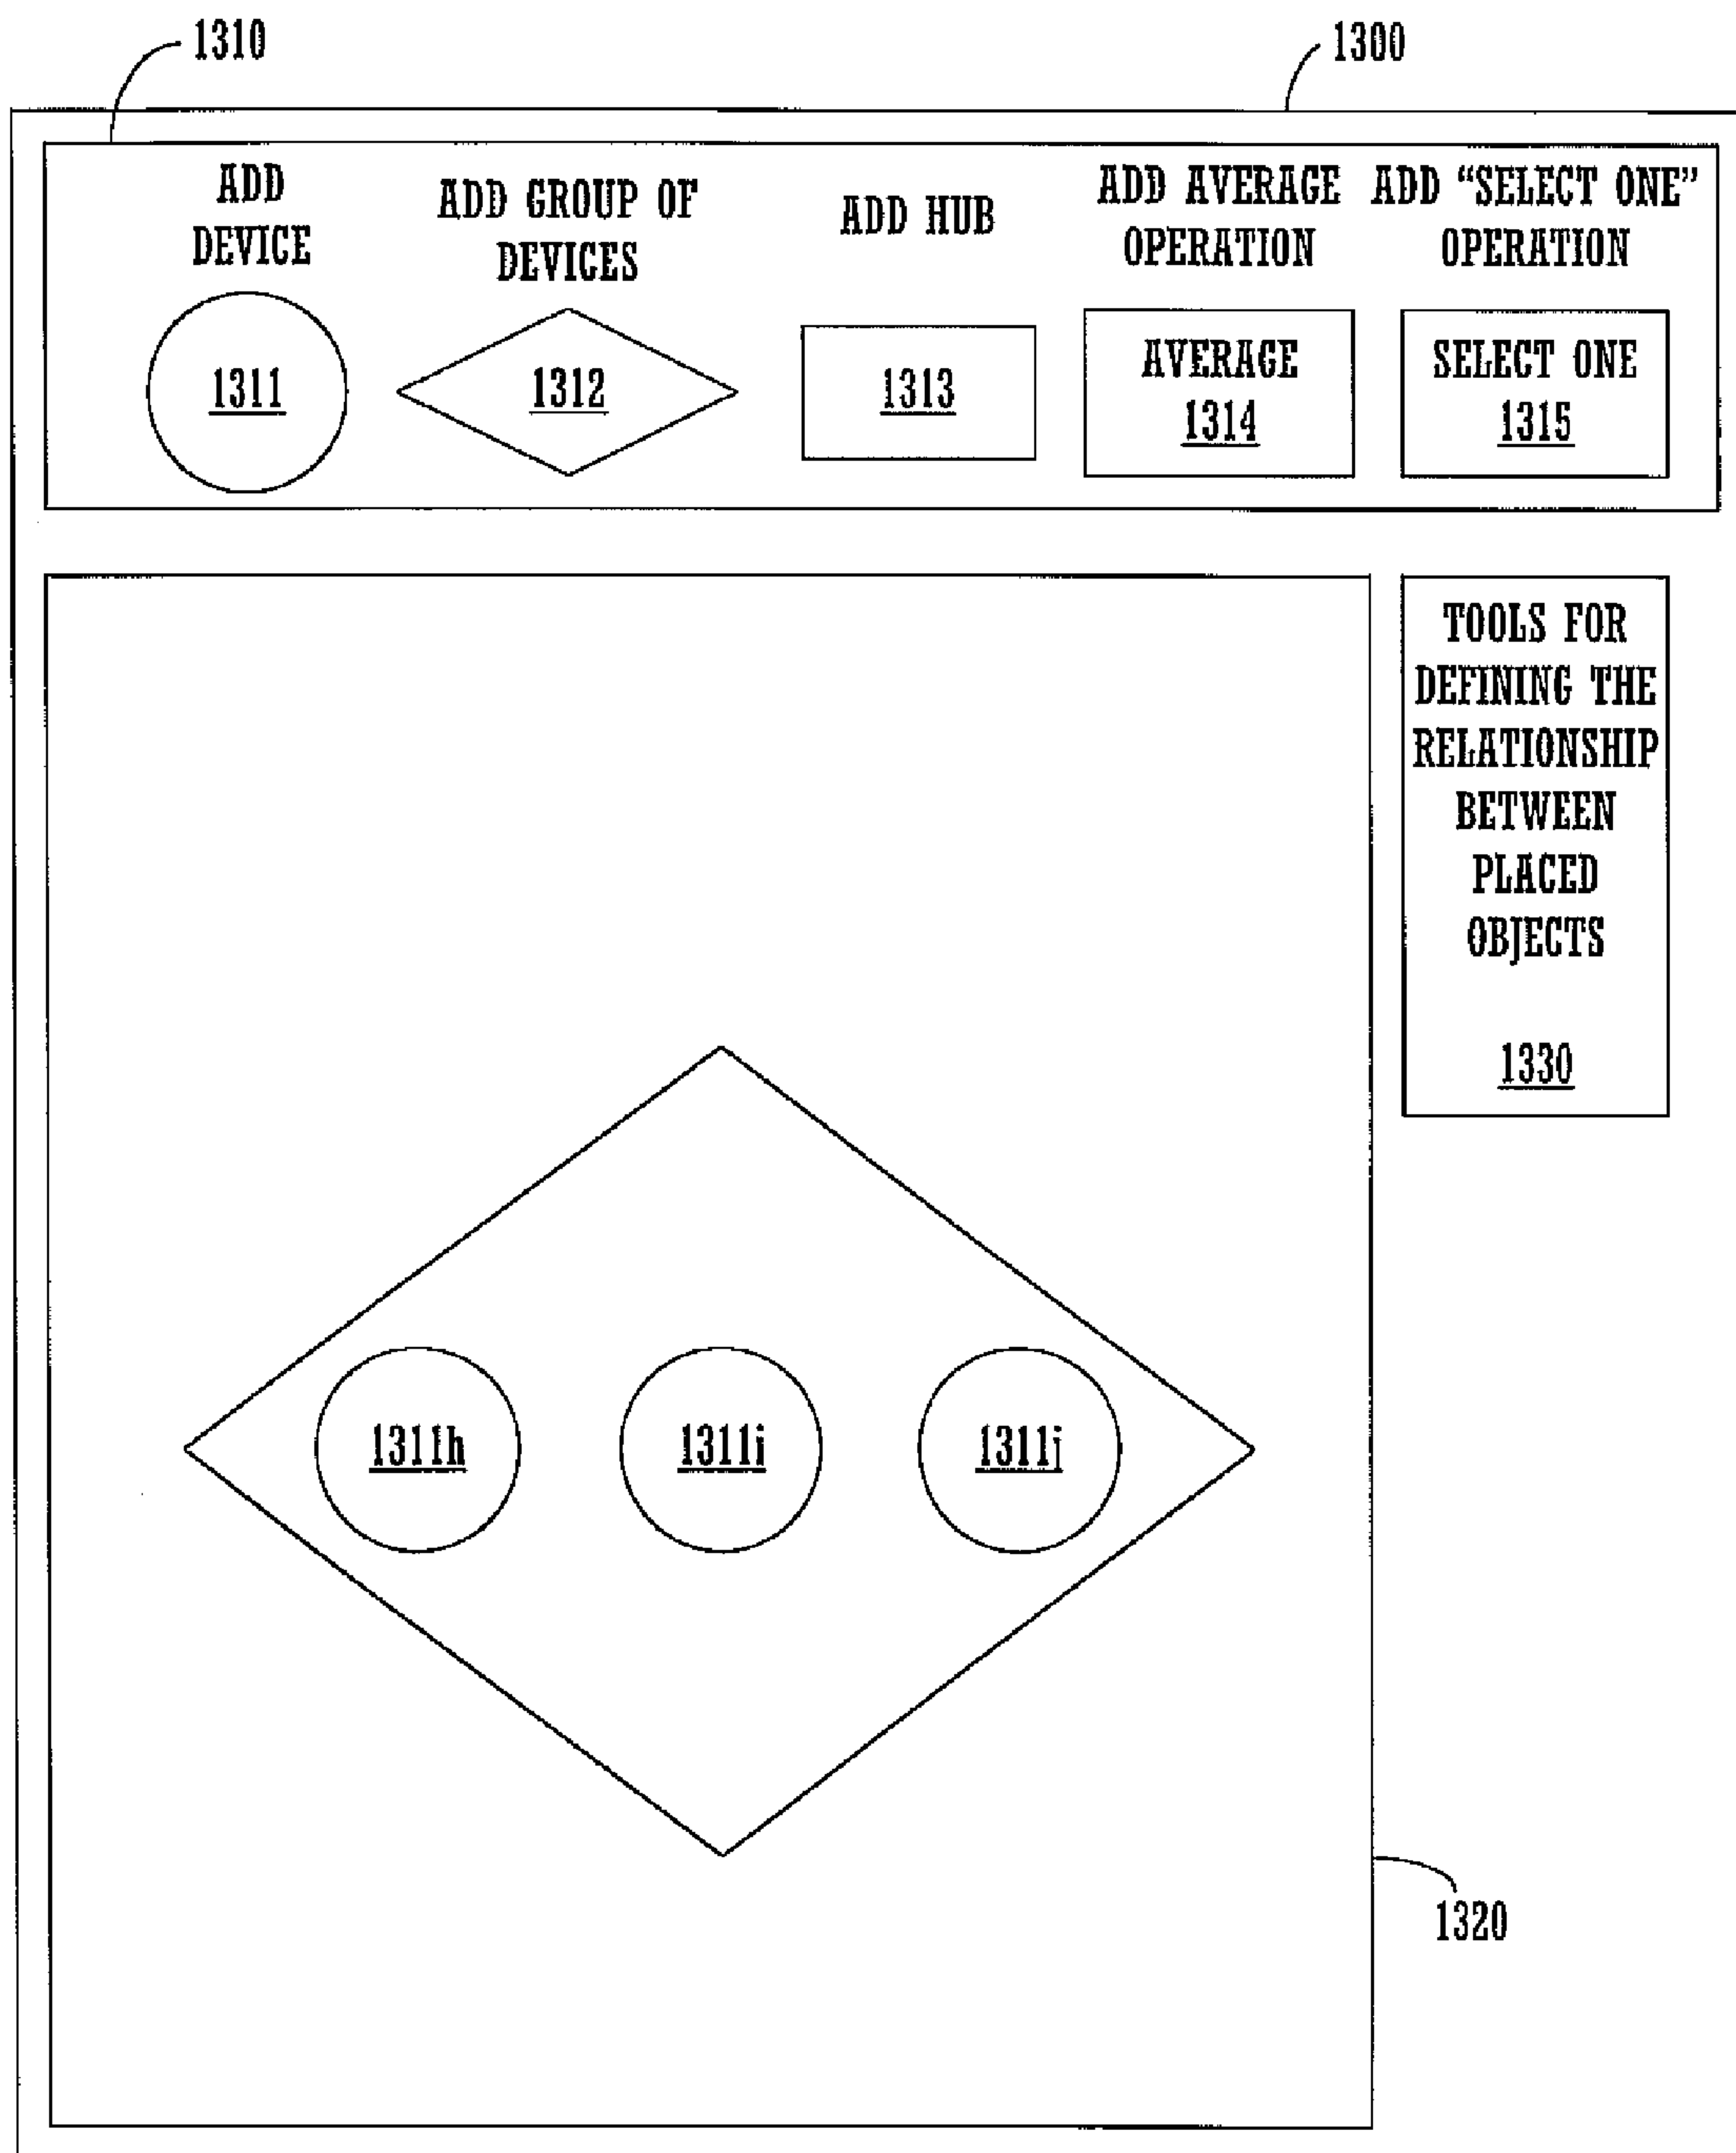 1310
1300
ADD
DEVICE
1311
ADD GROUP OF
DEVICES
1312
ADD HUB
1313
ADD AVERAGE
OPERATION
AVERAGE
1314
ADD “SELECT ONE”
OPERATION
SELECT ONE
1315
TOOLS FOR
DEFINING THE
RELATIONSHIP
BETWEEN
PLACED
OBJECTS
1330
1311h
1311i
1311j
1320